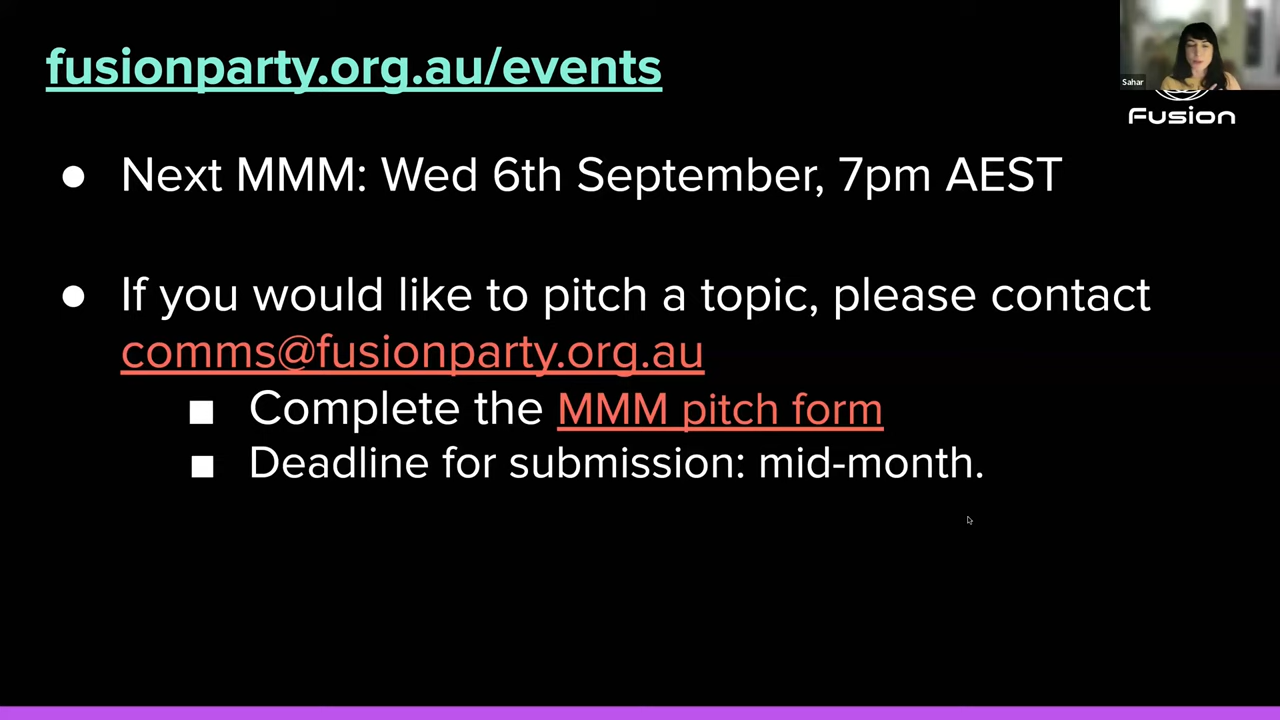 fusionparty.org.au/events
Sahar
Fusion
● Next MMM: Wed 6th September, 7pm AEST
● If you would like to pitch a topic, please contact
comms@fusionparty.org.au
■ Complete the MMM pitch form
■ Deadline for submission: mid-month.